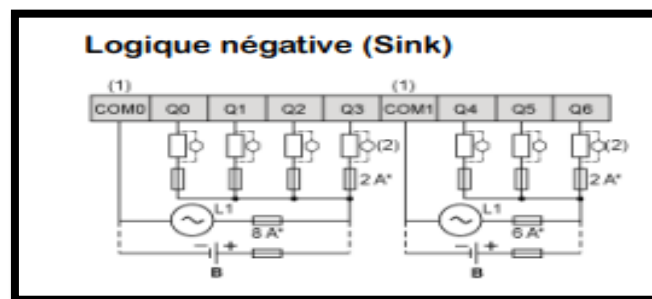 Logique négative (Sink)
(1) (1)
COM0 Q0 Q1 Q2 Q3 COM1 Q4 Q5 Q6
(2) (2)
2 A* 2 A*
L1 L1
8 A* 6 A*
− + − +
B B